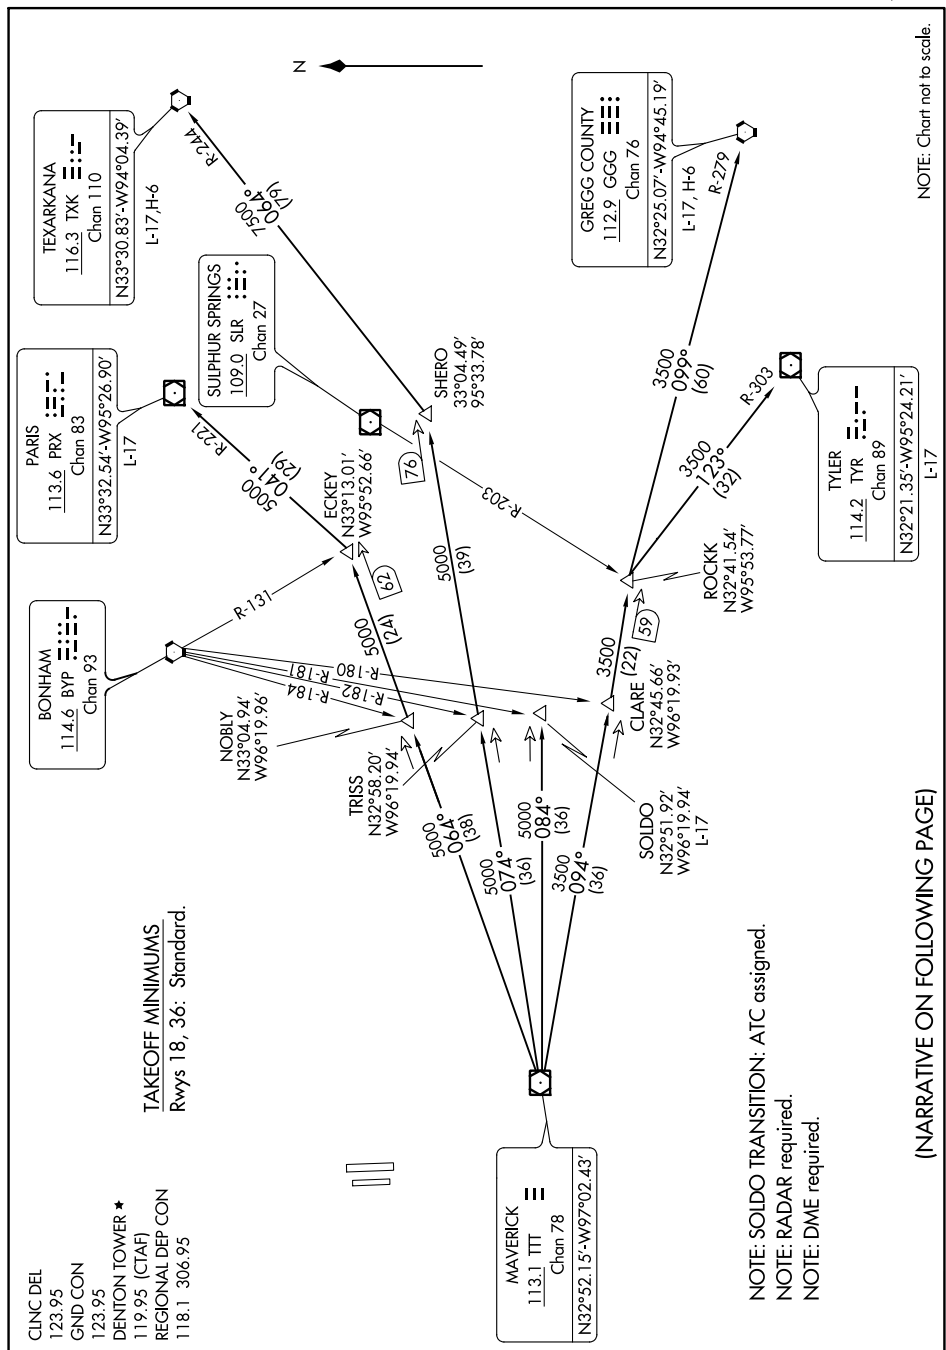 CLNC DEL
123.95
GND CON
123.95
DENTON TOWER ★
119.95 (CTAF)
REGIONAL DEP CON
118.1 306.95
TAKEOFF MINIMUMS
Rwys 18, 36: Standard.
BONHAM
114.6 BYP
Chan 93
PARIS
113.6 PRX
Chan 83
N33°32.54'-W95°26.90'
L-17
TEXARKANA
116.3 TXK
Chan 110
N33°30.83'-W94°04.39'
L-17,H-6
SULPHUR SPRINGS
109.0 SLR
Chan 27
N
R-244
7500
064°
(79)
R-221
5000
041°
(29)
R-131
R-180
R-181
R-182
R-184
NOBLY
N33°04.94'
W96°19.96'
ECKEY
N33°13.01'
W95°52.66'
62
5000
(24)
TRISS
N32°58.20'
W96°19.94'
SHERO
33°04.49'
95°33.78'
76
5000
(39)
R-203
5000
064°
(38)
5000
074°
(36)
5000
084°
(36)
3500
094°
(36)
SOLDO
N32°51.92'
W96°19.94'
L-17
CLARE
N32°45.66'
W96°19.93'
3500
(22)
59
ROCKK
N32°41.54'
W95°53.77'
3500
099°
(60)
R-279
3500
123°
(32)
R-303
GREGG COUNTY
112.9 GGG
Chan 76
N32°25.07'-W94°45.19'
L-17, H-6
TYLER
114.2 TYR
Chan 89
N32°21.35'-W95°24.21'
L-17
MAVERICK
113.1 TTT
Chan 78
N32°52.15'-W97°02.43'
NOTE: SOLDO TRANSITION: ATC assigned.
NOTE: RADAR required.
NOTE: DME required.
(NARRATIVE ON FOLLOWING PAGE)
NOTE: Chart not to scale.